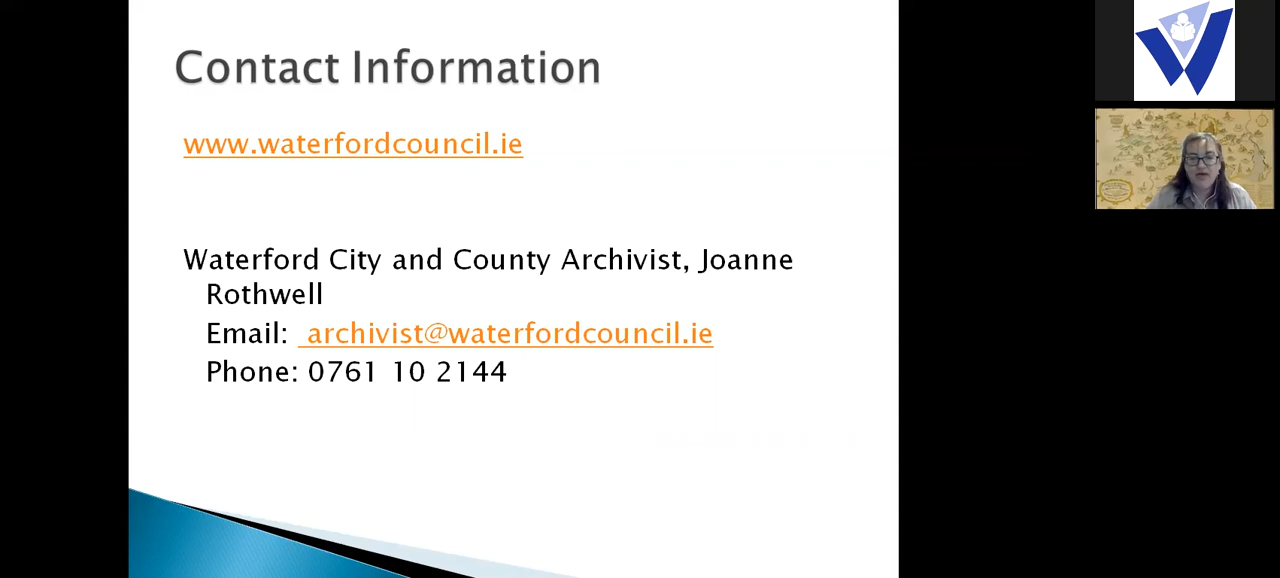 Contact Information
www.waterfordcouncil.ie
Waterford City and County Archivist, Joanne
Rothwell
Email: archivist@waterfordcouncil.ie
Phone: 0761 10 2144